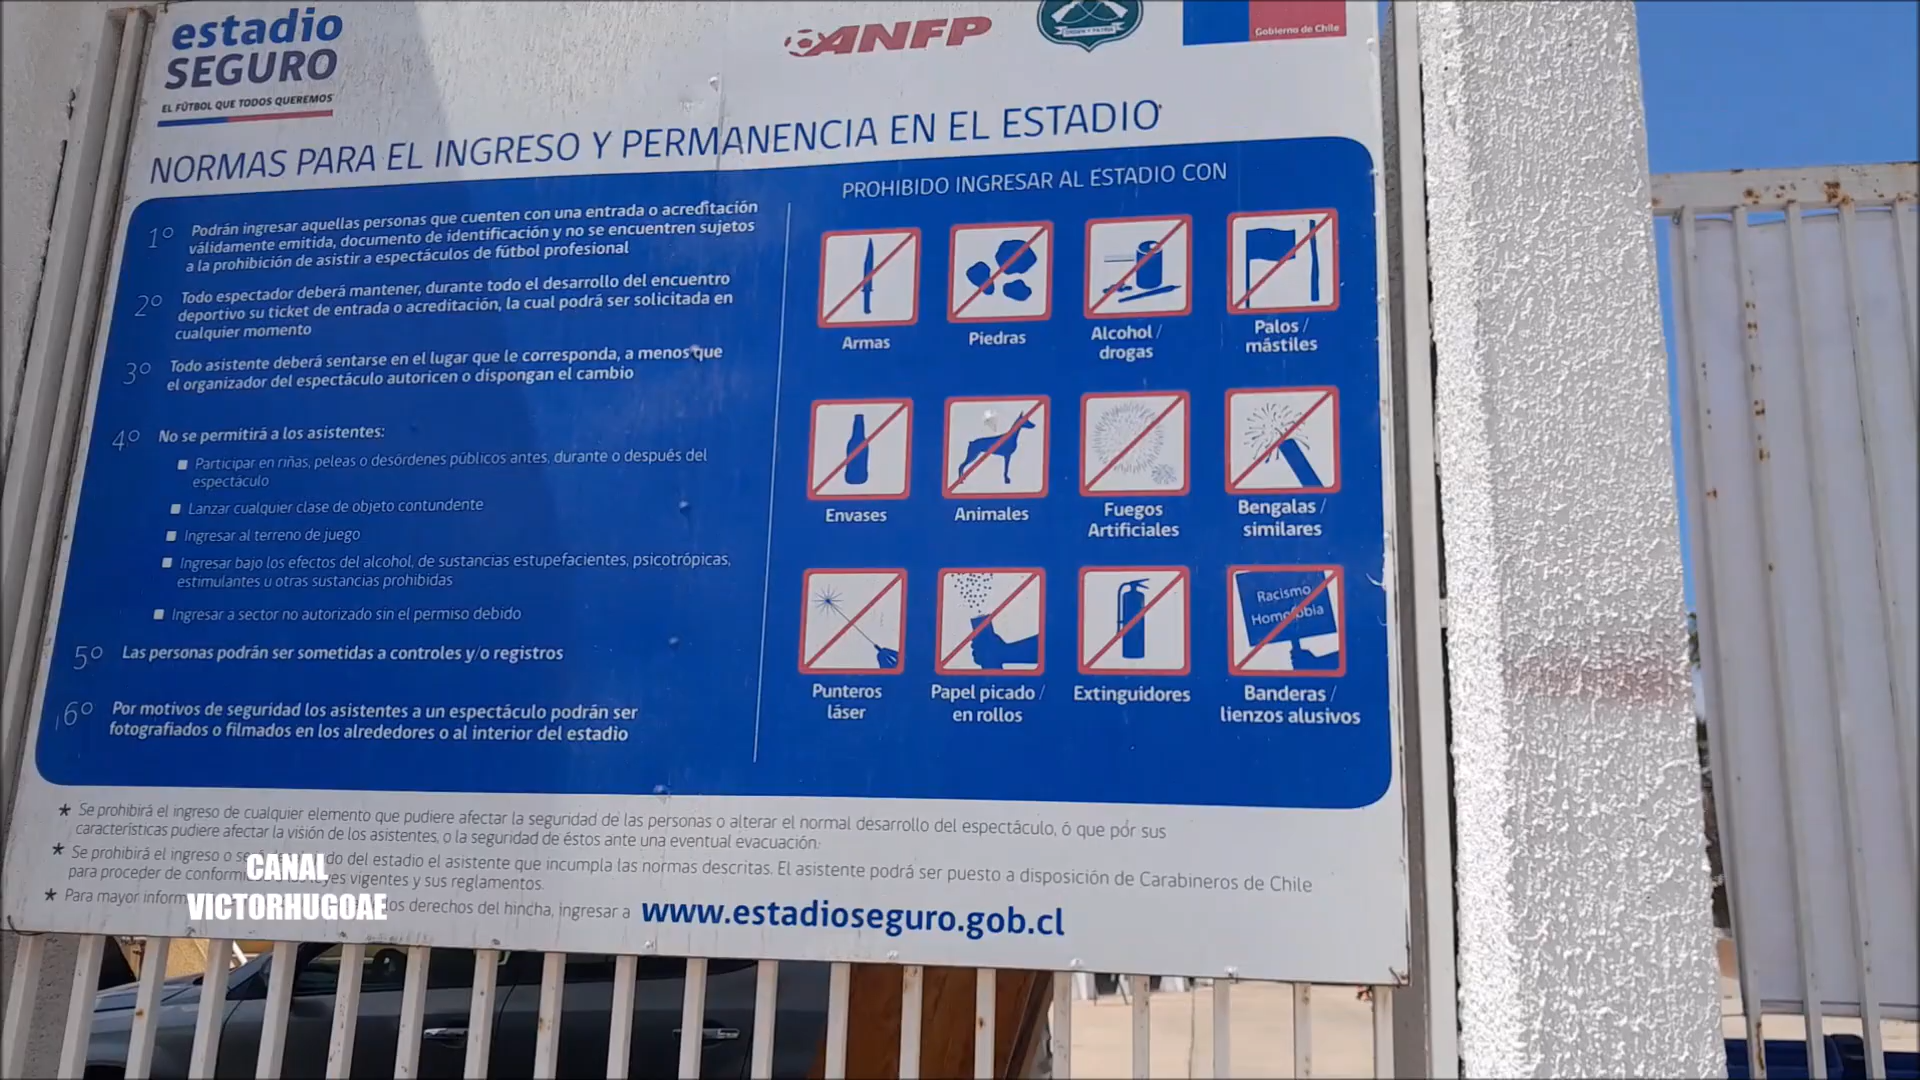 estadio
SEGURO
EL FÚTBOL QUE TODOS QUEREMOS
ANFP
ORDEN Y PATRIA
Gobierno de Chile
NORMAS PARA EL INGRESO Y PERMANENCIA EN EL ESTADIO
1º Podrán ingresar aquellas personas que cuenten con una entrada o acreditación
válidamente emitida, documento de identificación y no se encuentren sujetos
a la prohibición de asistir a espectáculos de fútbol profesional
2º Todo espectador deberá mantener, durante todo el desarrollo del encuentro
deportivo su ticket de entrada o acreditación, la cual podrá ser solicitada en
cualquier momento
3º Todo asistente deberá sentarse en el lugar que le corresponda, a menos que
el organizador del espectáculo autoricen o dispongan el cambio
4º No se permitirá a los asistentes:
Participar en riñas, peleas o desórdenes públicos antes, durante o después del
espectáculo
Lanzar cualquier clase de objeto contundente
Ingresar al terreno de juego
Ingresar bajo los efectos del alcohol, de sustancias estupefacientes, psicotrópicas,
estimulantes u otras sustancias prohibidas
Ingresar a sector no autorizado sin el permiso debido
5º Las personas podrán ser sometidas a controles y/o registros
6º Por motivos de seguridad los asistentes a un espectáculo podrán ser
fotografiados o filmados en los alrededores o al interior del estadio
PROHIBIDO INGRESAR AL ESTADIO CON
Armas
Piedras
Alcohol /
drogas
Palos /
mástiles
Envases
Animales
Fuegos
Artificiales
Bengalas /
similares
Racismo
Homofobia
Punteros
láser
Papel picado /
en rollos
Extinguidores
Banderas /
lienzos alusivos
* Se prohibirá el ingreso de cualquier elemento que pudiere afectar la seguridad de las personas o alterar el normal desarrollo del espectáculo, ó que por sus
características pudiere afectar la visión de los asistentes, o la seguridad de éstos ante una eventual evacuación.
* Se prohibirá el ingreso o del estadio el asistente que incumpla las normas descritas. El asistente podrá ser puesto a disposición de Carabineros de Chile
para proceder de vigentes y sus reglamentos.
* Para mayor los derechos del hincha, ingresar a www.estadioseguro.gob.cl
CANAL
VICTORHUGOAE